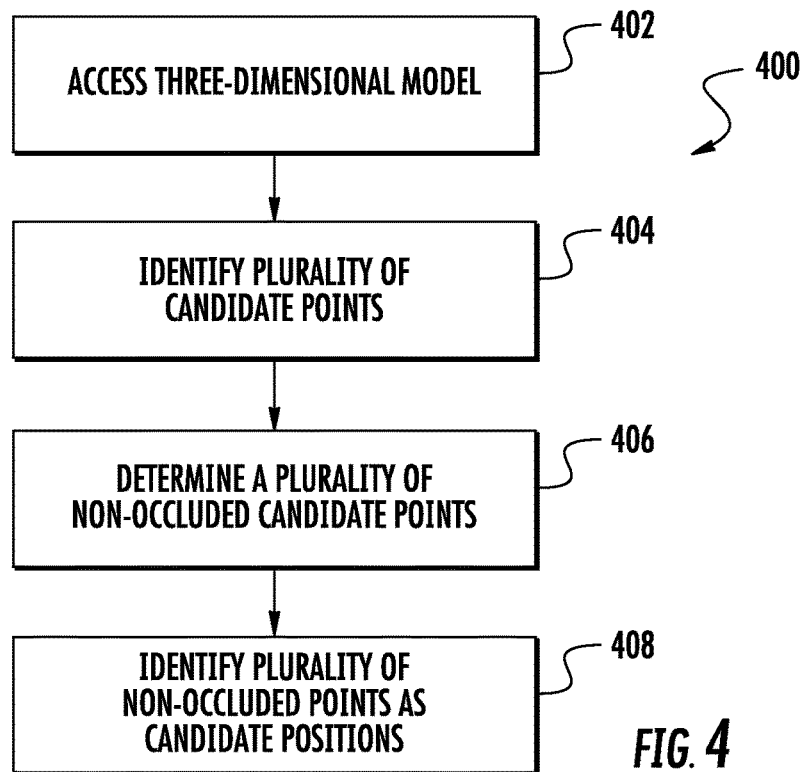 402
ACCESS THREE-DIMENSIONAL MODEL
400
404
IDENTIFY PLURALITY OF
CANDIDATE POINTS
406
DETERMINE A PLURALITY OF
NON-OCCLUDED CANDIDATE POINTS
408
IDENTIFY PLURALITY OF
NON-OCCLUDED POINTS AS
CANDIDATE POSITIONS
FIG. 4